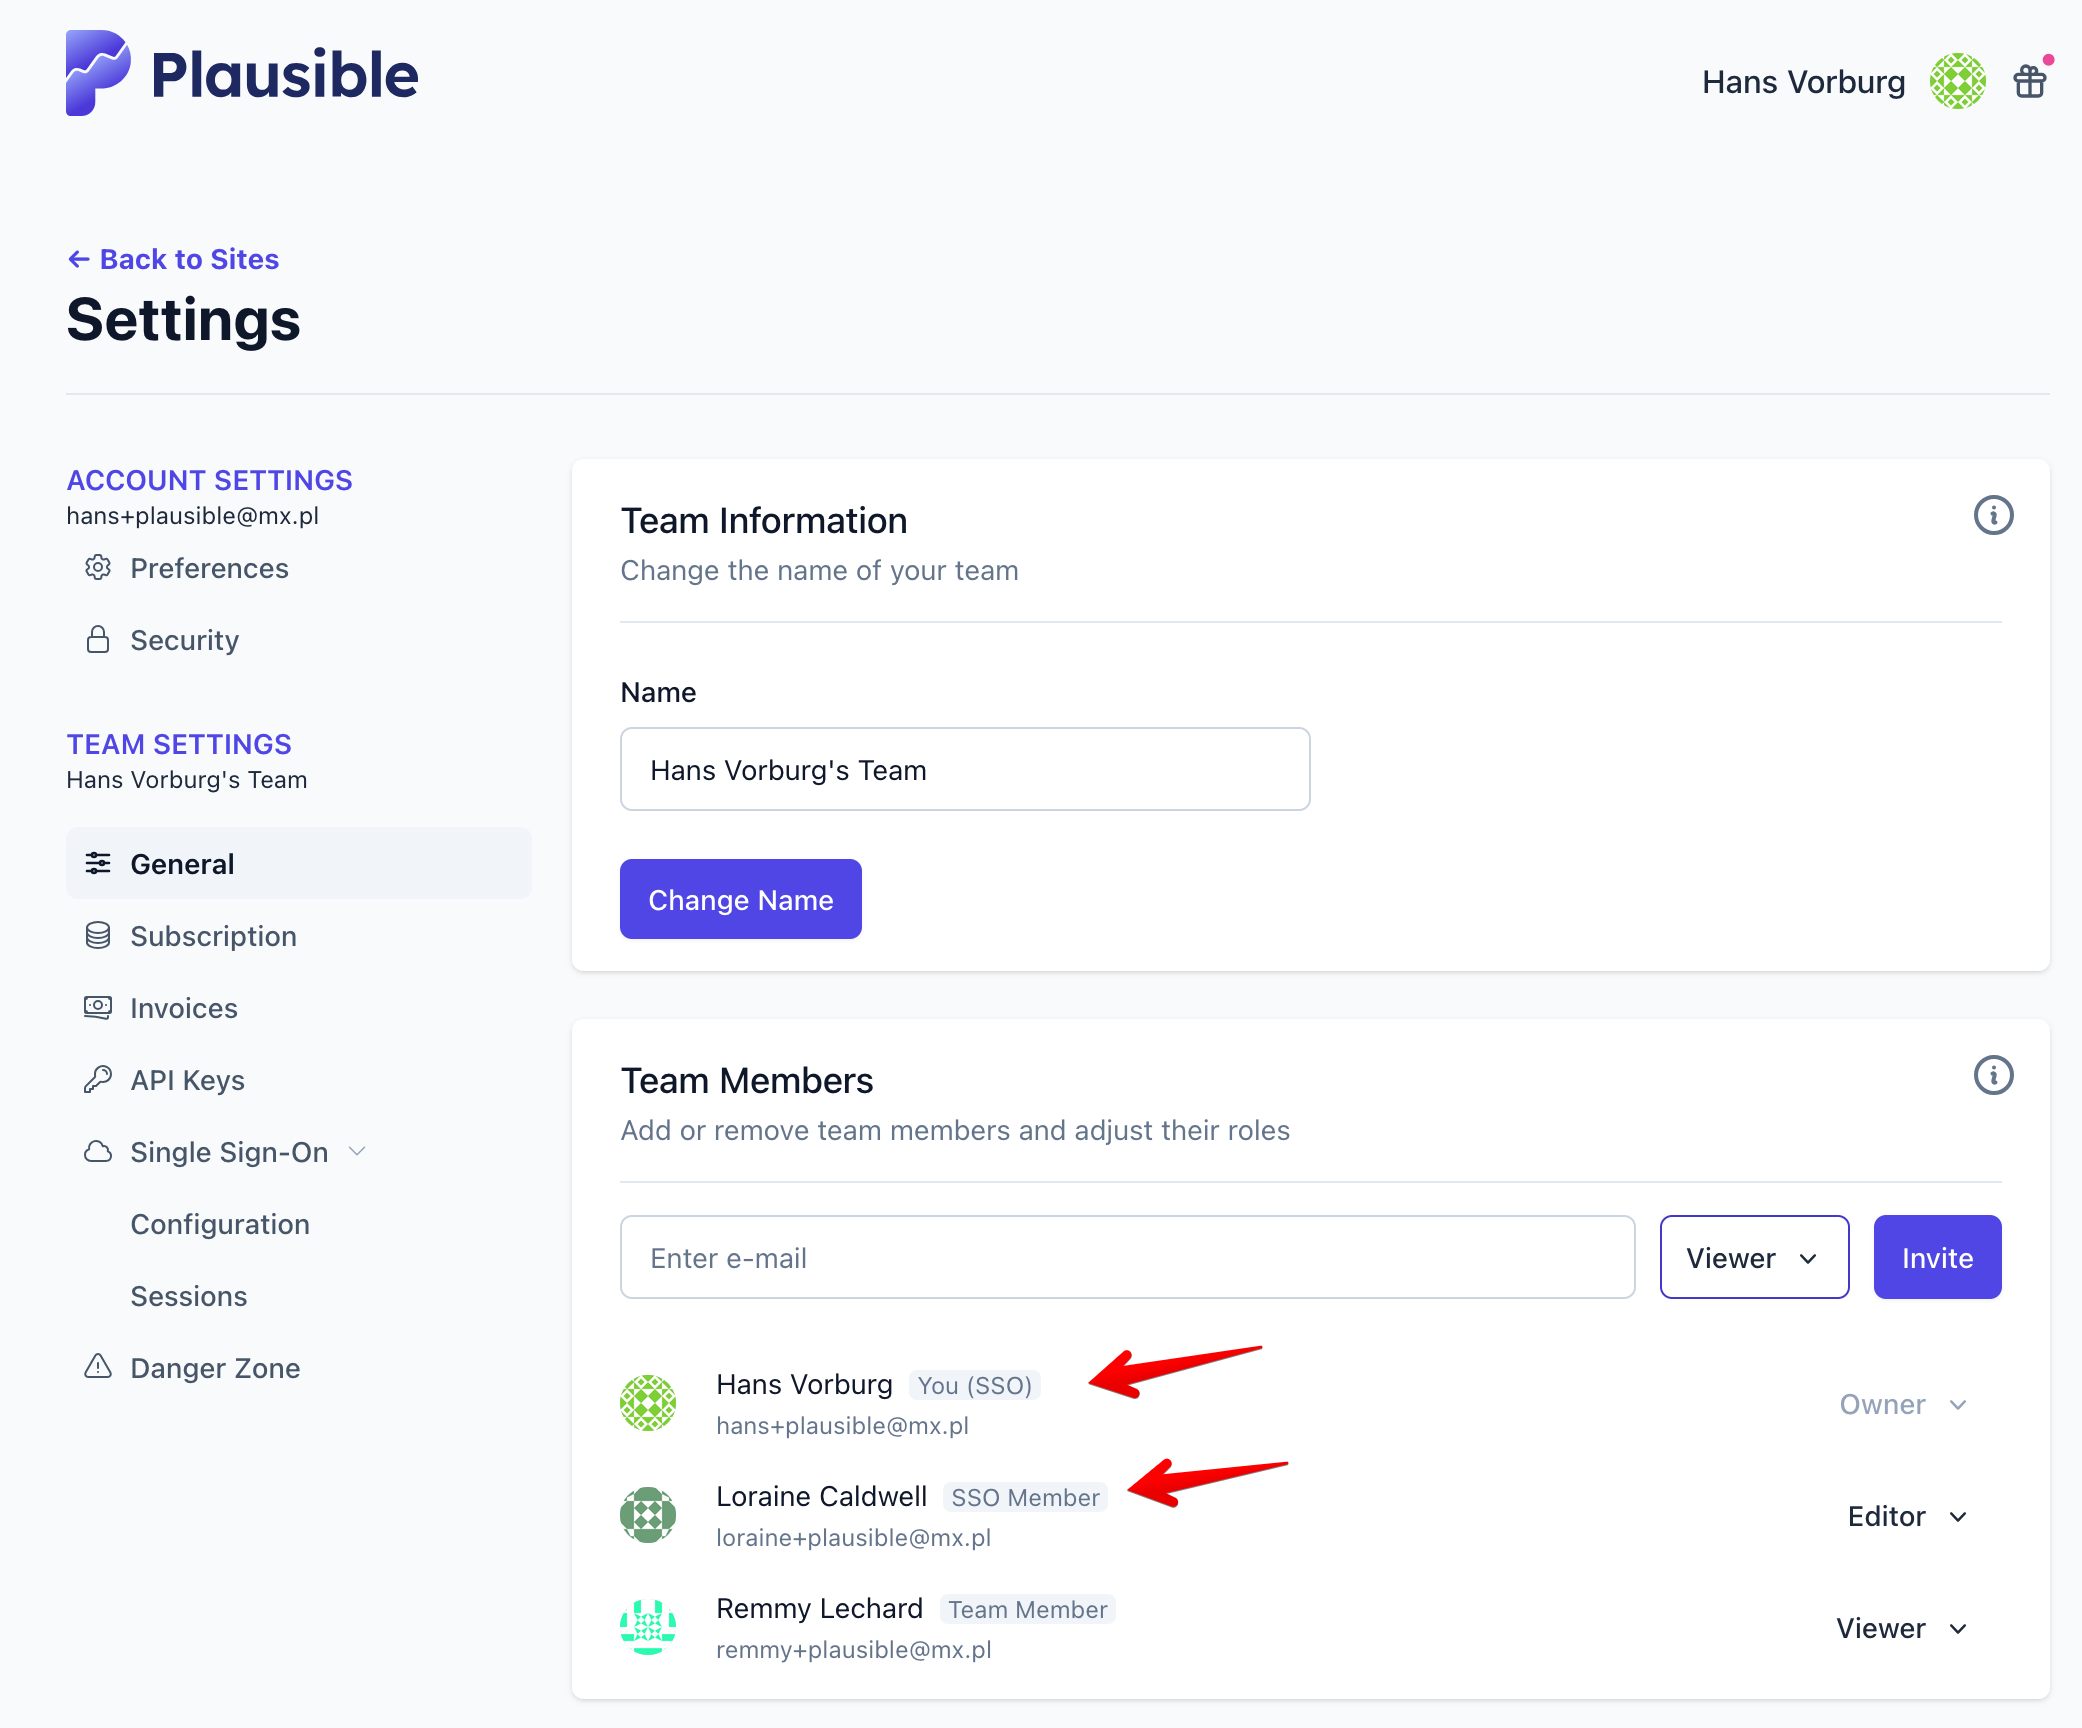 Plausible
Hans Vorburg
← Back to Sites
Settings
ACCOUNT SETTINGS
hans+plausible@mx.pl
Preferences
Security
TEAM SETTINGS
Hans Vorburg's Team
General
Subscription
Invoices
API Keys
Single Sign-On
Configuration
Sessions
Danger Zone
Team Information
Change the name of your team
Name
Hans Vorburg's Team
Change Name
Team Members
Add or remove team members and adjust their roles
Enter e-mail
Viewer
Invite
Hans Vorburg You (SSO)
hans+plausible@mx.pl
Owner
Loraine Caldwell SSO Member
loraine+plausible@mx.pl
Editor
Remmy Lechard Team Member
remmy+plausible@mx.pl
Viewer